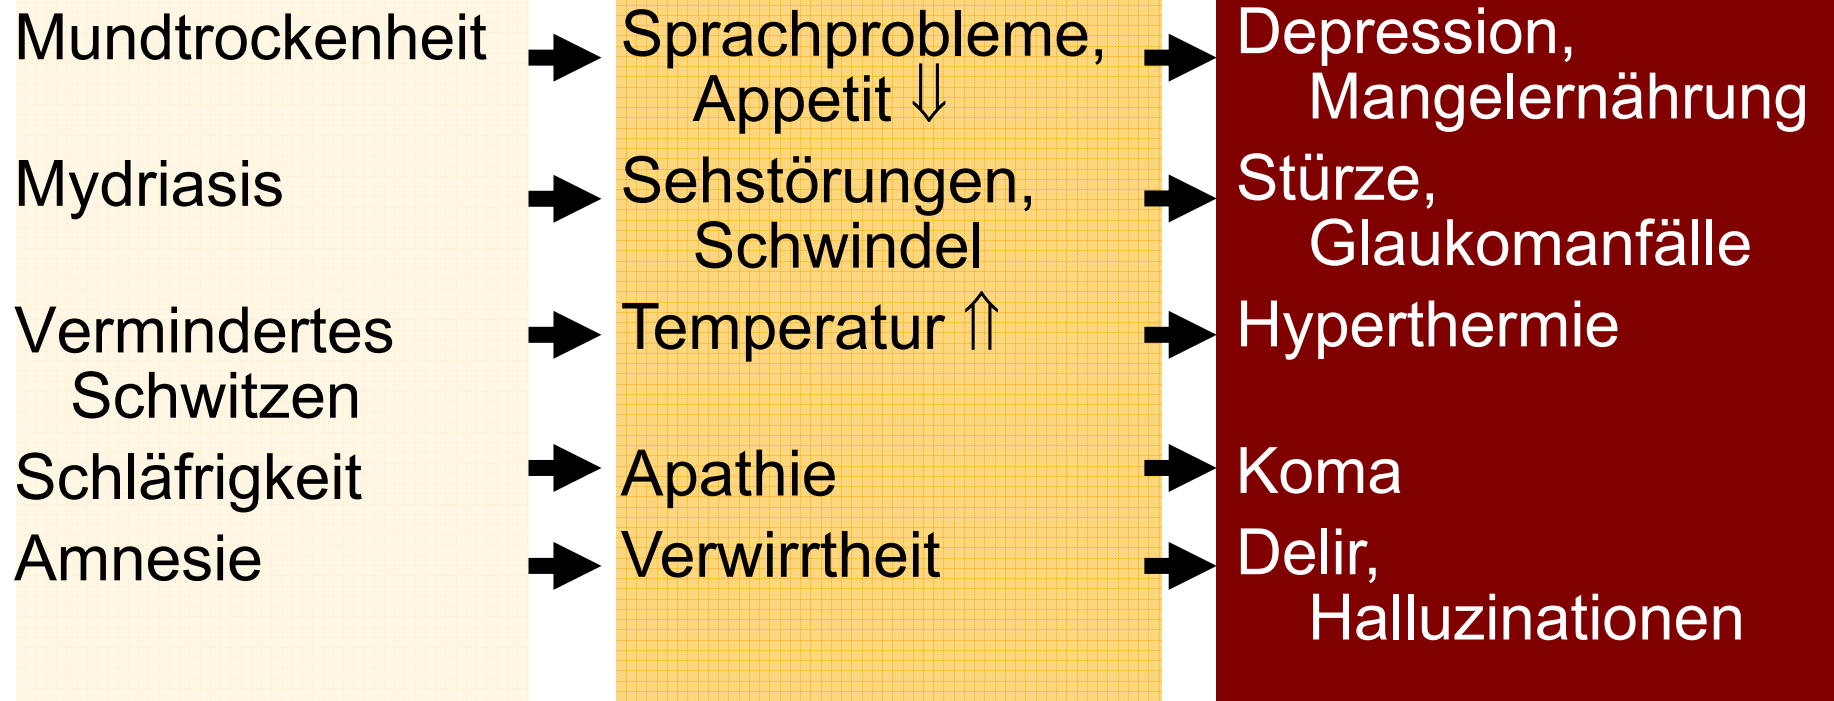 Mundtrockenheit
Sprachprobleme,
Appetit ⇓
Depression,
Mangelernährung
Mydriasis
Sehstörungen,
Schwindel
Stürze,
Glaukomanfälle
Vermindertes
Schwitzen
Temperatur ⇑
Hyperthermie
Schläfrigkeit
Apathie
Koma
Amnesie
Verwirrtheit
Delir,
Halluzinationen